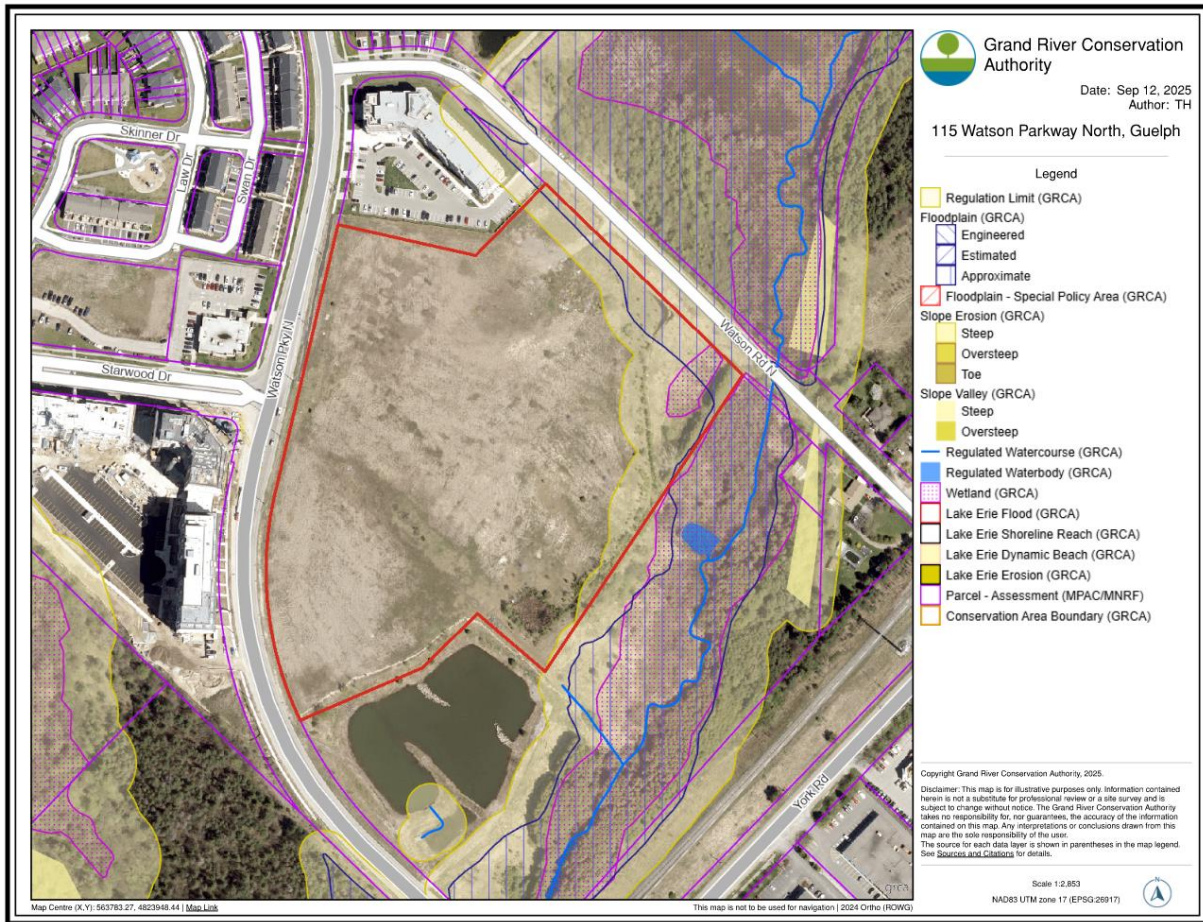 Grand River Conservation
Authority
Date: Sep 12, 2025
Author: TH
115 Watson Parkway North, Guelph
Legend
Regulation Limit (GRCA)
Floodplain (GRCA)
Engineered
Estimated
Approximate
Floodplain - Special Policy Area (GRCA)
Slope Erosion (GRCA)
Steep
Oversteep
Toe
Slope Valley (GRCA)
Steep
Oversteep
Regulated Watercourse (GRCA)
Regulated Waterbody (GRCA)
Wetland (GRCA)
Lake Erie Flood (GRCA)
Lake Erie Shoreline Reach (GRCA)
Lake Erie Dynamic Beach (GRCA)
Lake Erie Erosion (GRCA)
Parcel - Assessment (MPAC/MNRF)
Conservation Area Boundary (GRCA)
Copyright Grand River Conservation Authority, 2025.
Disclaimer: This map is for illustrative purposes only. Information contained
herein is not a substitute for professional review or a site survey and is
subject to change without notice. The Grand River Conservation Authority
takes no responsibility for, nor guarantees, the accuracy of the information
contained on this map. Any interpretations or conclusions drawn from this
map are the sole responsibility of the user.
The source for each data layer is shown in parentheses in the map legend.
See Sources and Citations for details.
Scale 1:2,853
NAD83 UTM zone 17 (EPSG:26917)
N
Skinner Dr
Law Dr
Swan Dr
Watson Pky N
Starwood Dr
Watson Rd N
York Rd
grca
Map Centre (X,Y): 563783.27, 4823948.44 | Map Link
This map is not to be used for navigation | 2024 Ortho (ROWG)